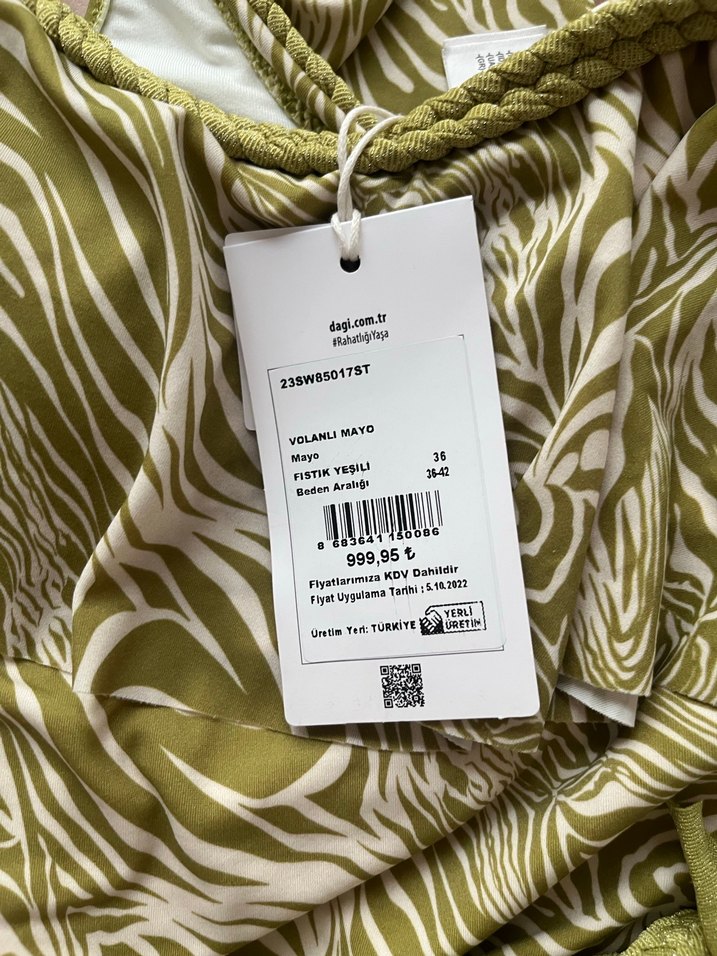 dagi.com.tr
#RahatlığıYaşa
23SW85017ST
VOLANLI MAYO
Mayo
FISTIK YEŞİLİ 36
Beden Aralığı 36-42
8 683641 150086
999,95 ₺
Fiyatlarımıza KDV Dahildir
Fiyat Uygulama Tarihi : 5.10.2022
Üretim Yeri: TÜRKİYE
YERLİ
ÜRETİM